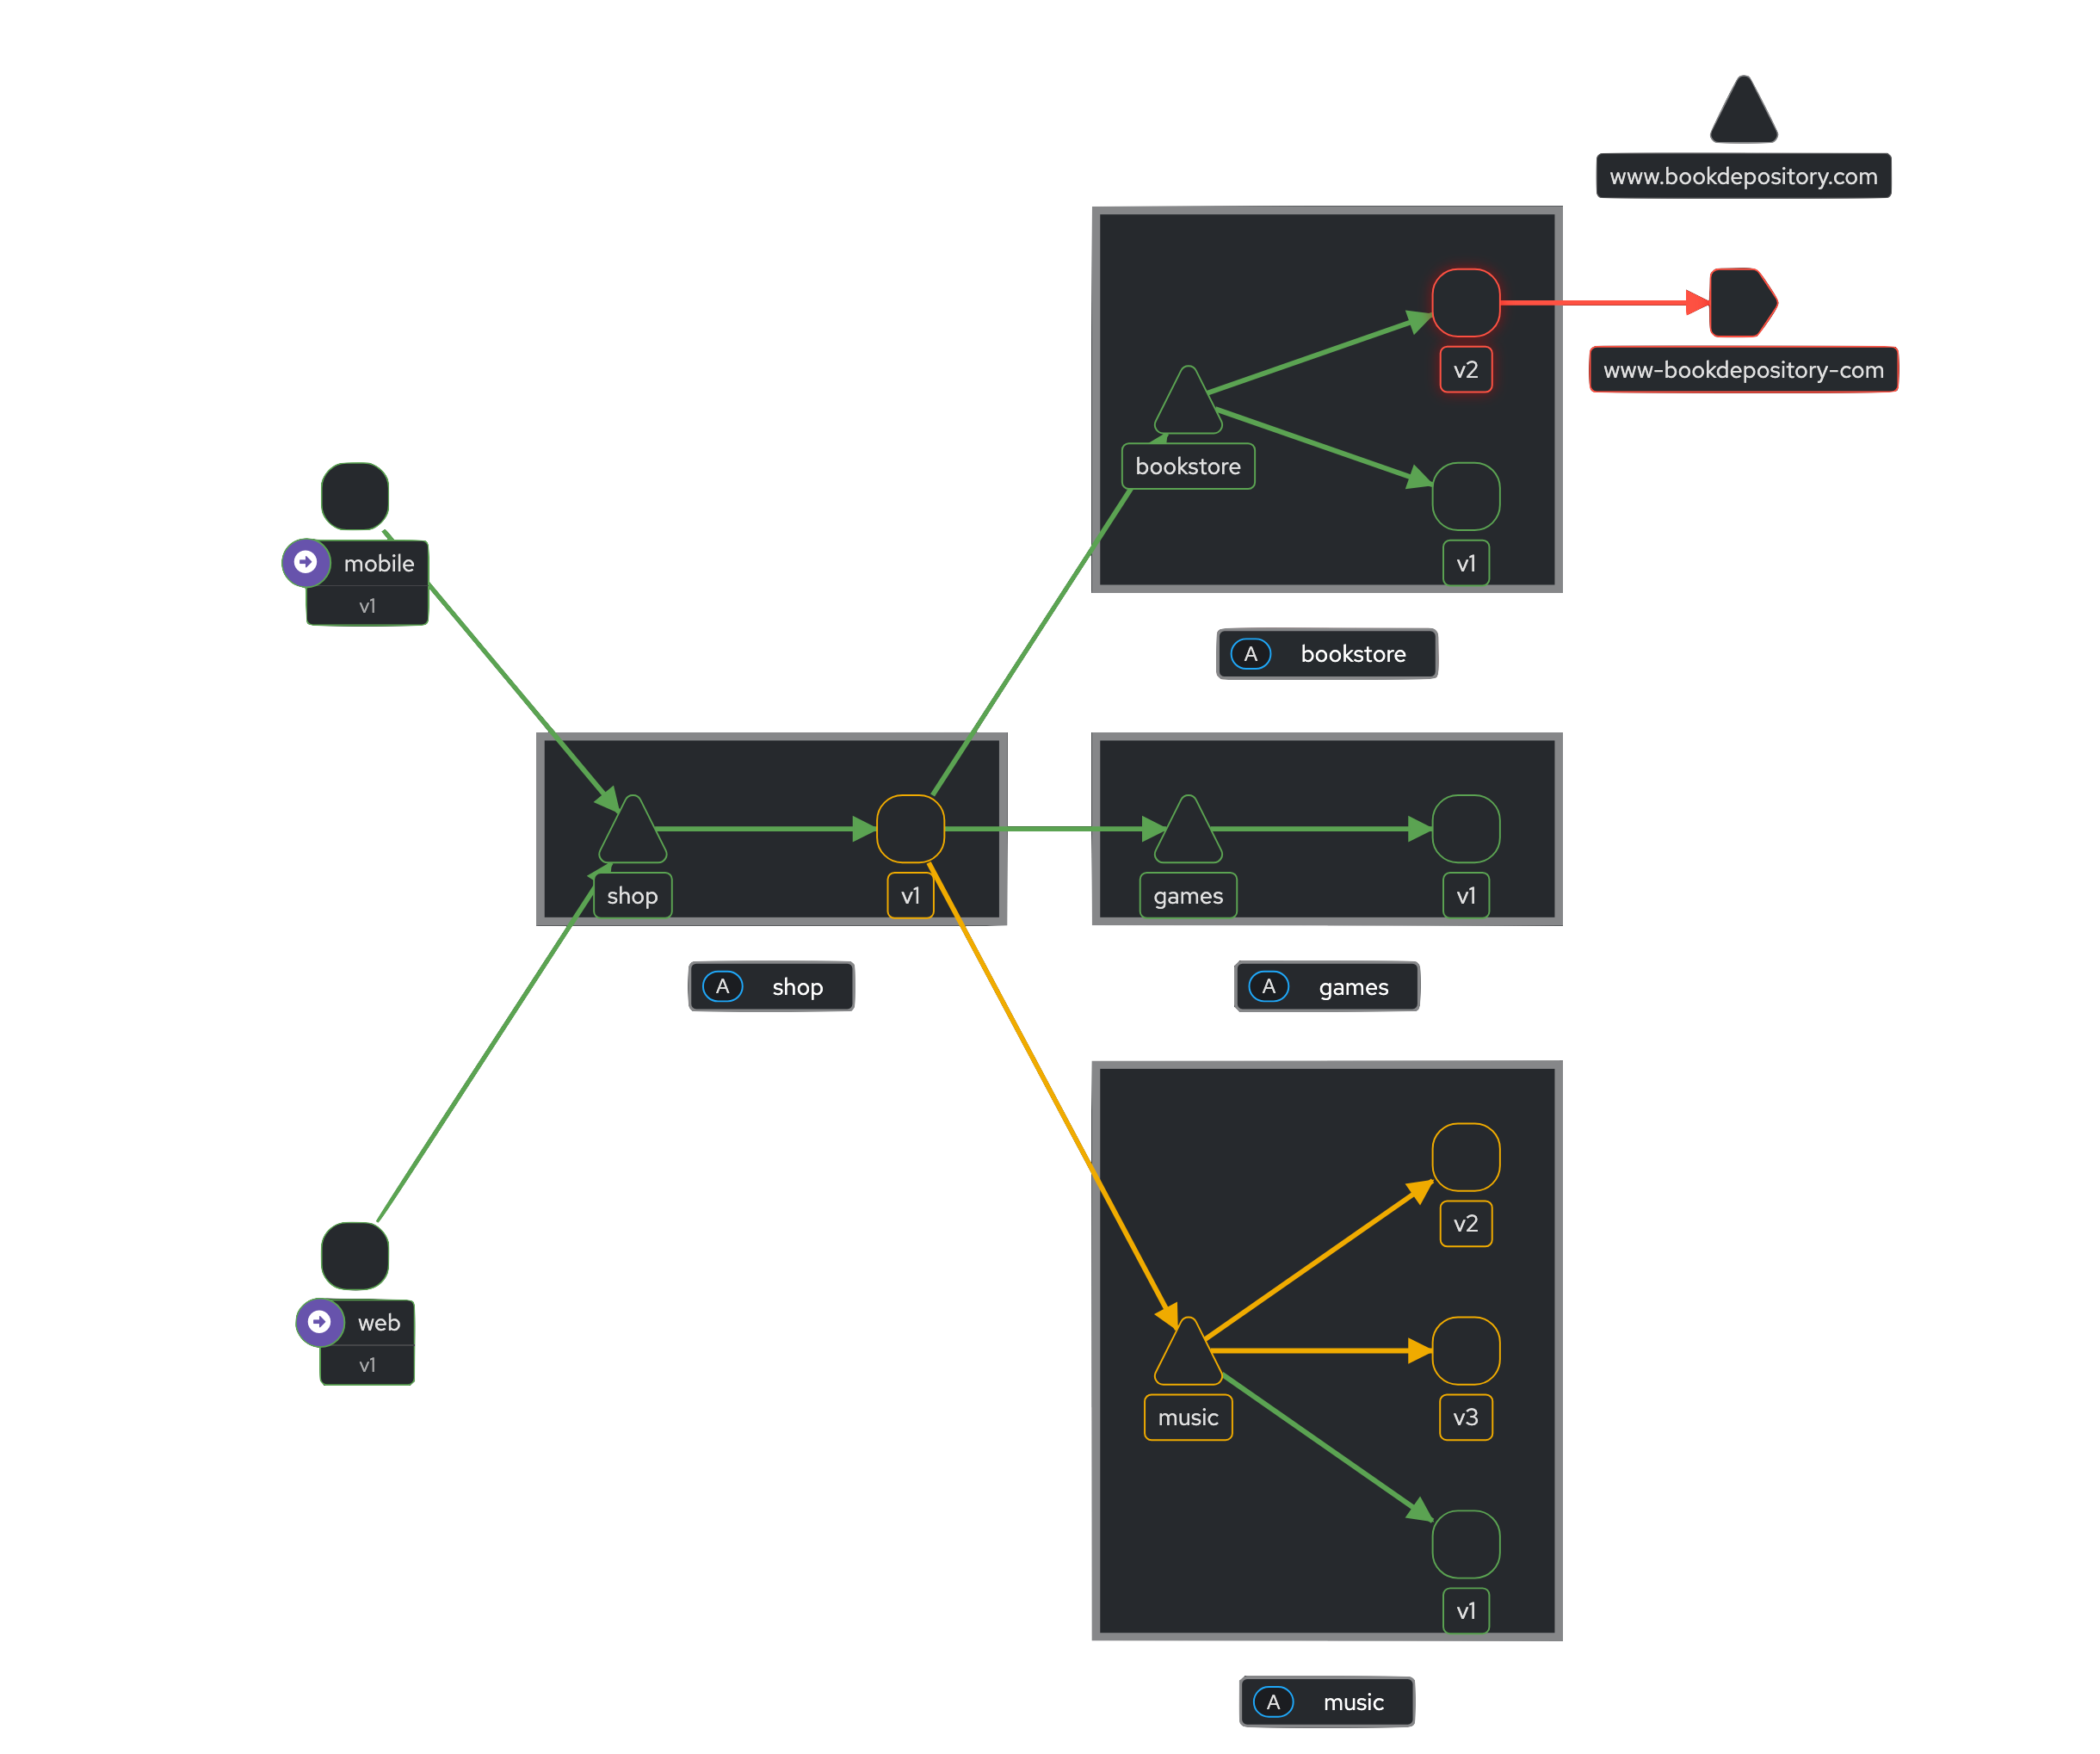 www.bookdepository.com
v2
www-bookdepository-com
bookstore
mobile
v1
v1
A bookstore
shop
v1
games
v1
A shop
A games
v2
web
v1
music
v3
v1
A music